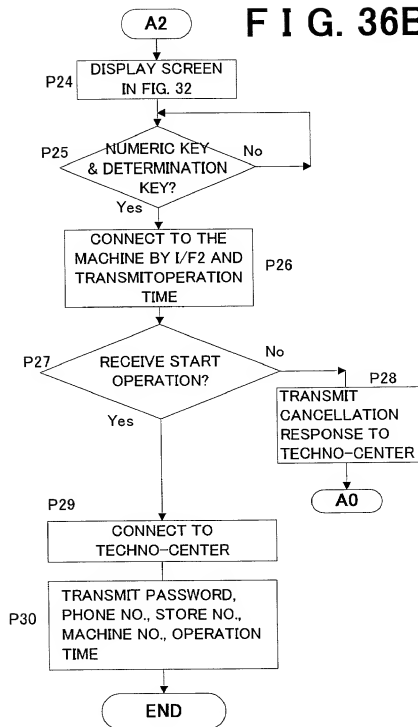 F I G. 36B
A2
P24
DISPLAY SCREEN
IN FIG. 32
P25
NUMERIC KEY
& DETERMINATION
KEY?
No
Yes
CONNECT TO THE
MACHINE BY I/F2 AND
TRANSMITOPERATION
TIME
P26
P27
RECEIVE START
OPERATION?
No
Yes
P28
TRANSMIT
CANCELLATION
RESPONSE TO
TECHNO-CENTER
A0
P29
CONNECT TO
TECHNO-CENTER
P30
TRANSMIT PASSWORD,
PHONE NO., STORE NO.,
MACHINE NO., OPERATION
TIME
END